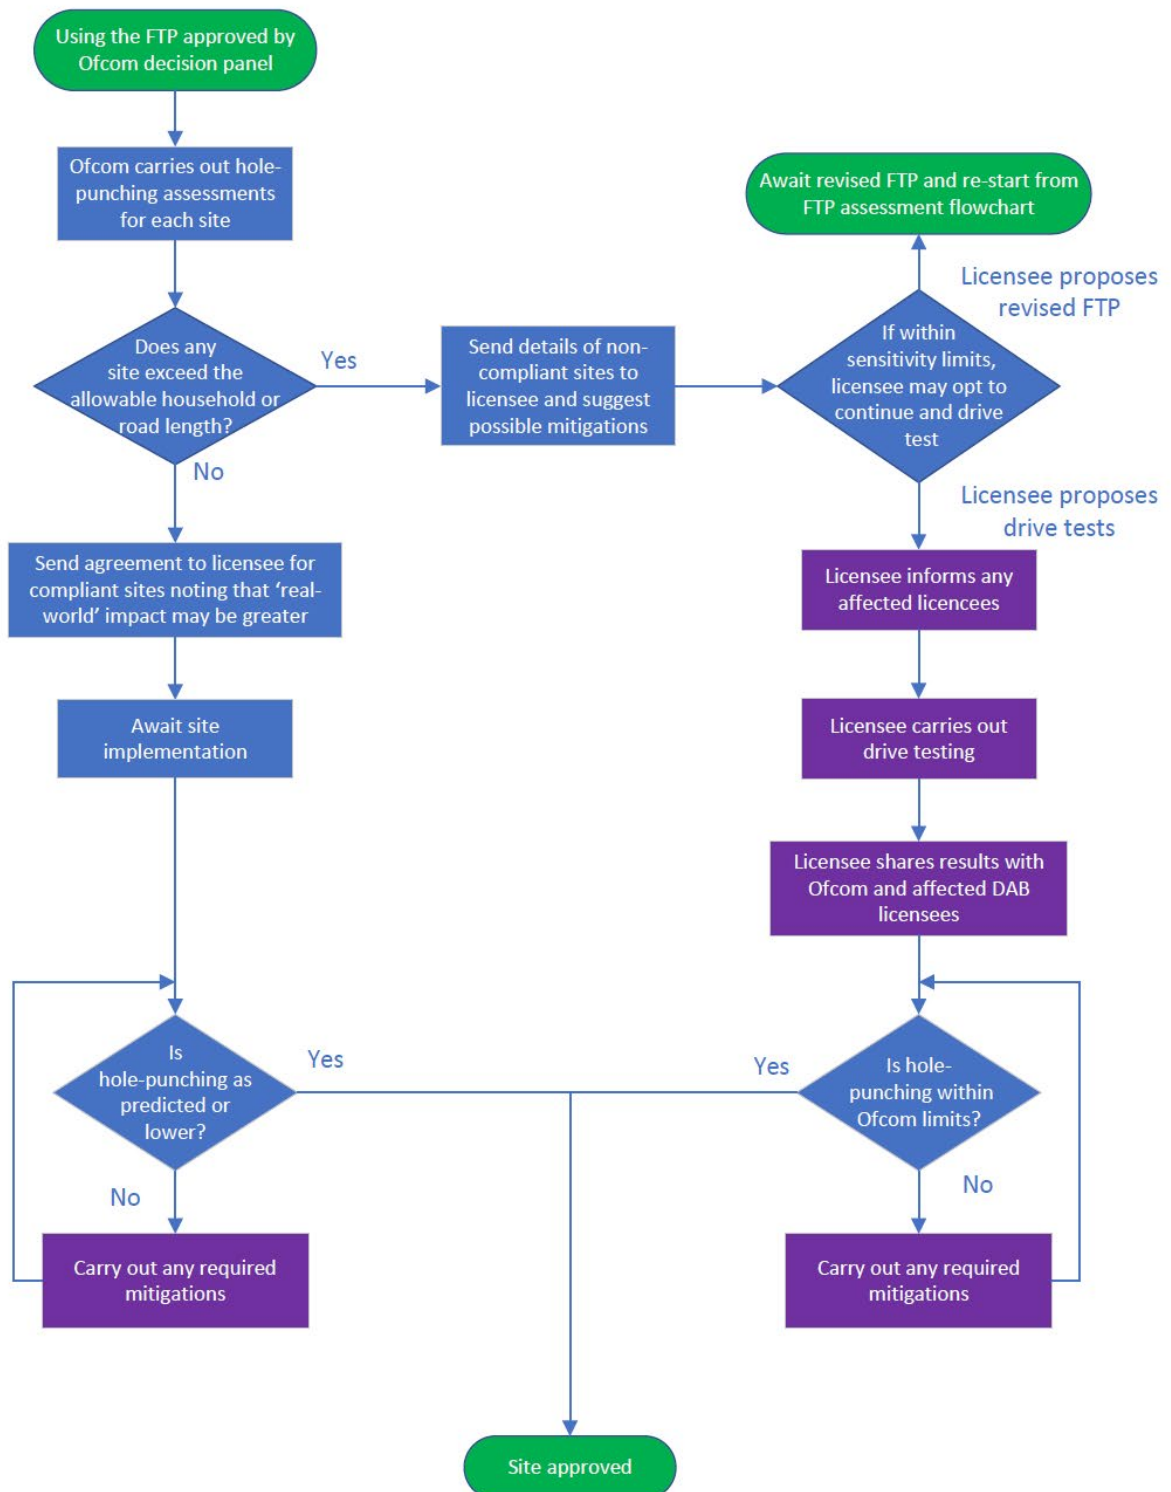 Using the FTP approved by
Ofcom decision panel
Ofcom carries out hole-
punching assessments
for each site
Does any
site exceed the
allowable household or
road length?
Yes
No
Send details of non-
compliant sites to
licensee and suggest
possible mitigations
Await revised FTP and re-start from
FTP assessment flowchart
Licensee proposes
revised FTP
If within
sensitivity limits,
licensee may opt to
continue and drive
test
Licensee proposes
drive tests
Send agreement to licensee for
compliant sites noting that ‘real-
world’ impact may be greater
Await site
implementation
Licensee informs any
affected licencees
Licensee carries out
drive testing
Licensee shares results with
Ofcom and affected DAB
licensees
Is
hole-punching as
predicted or
lower?
Yes
No
Carry out any required
mitigations
Yes
Is hole-
punching within
Ofcom limits?
No
Carry out any required
mitigations
Site approved